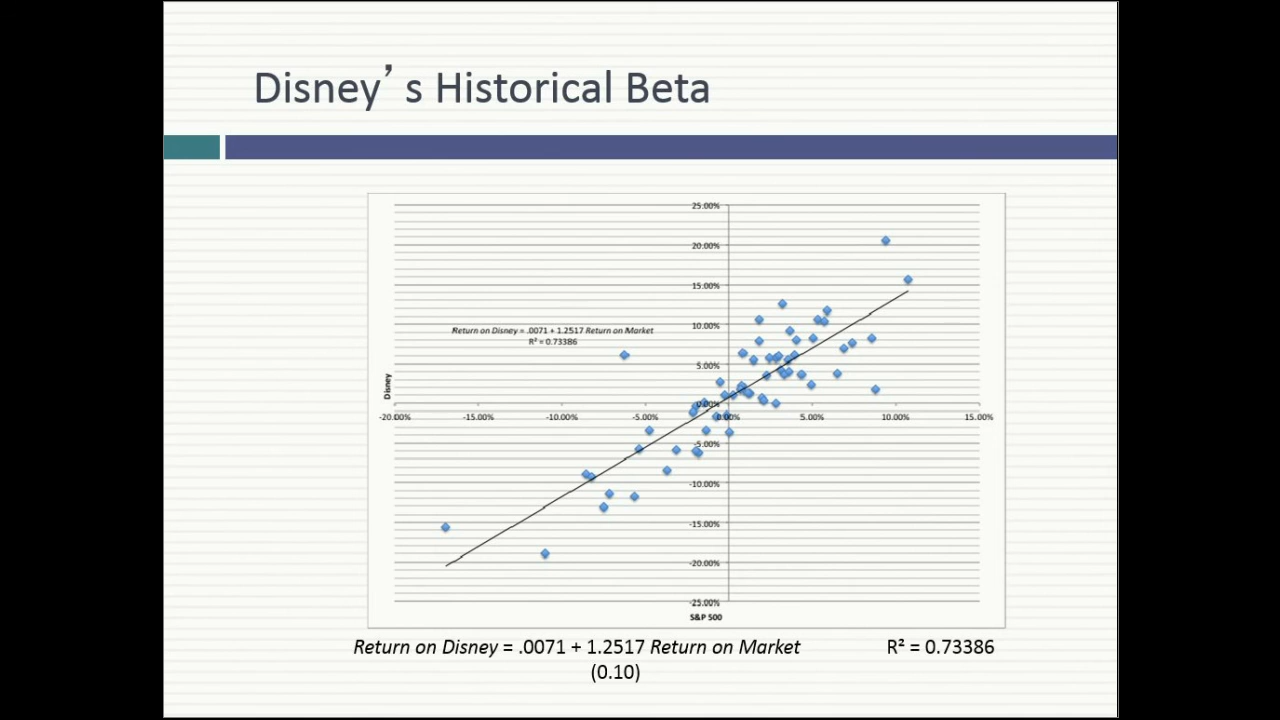 Disney’s Historical Beta
25.00%
20.00%
15.00%
10.00%
Return on Disney = .0071 + 1.2517 Return on Market
R² = 0.73386
5.00%
Disney
0.00%
-20.00% -15.00% -10.00% -5.00% 0.00% 5.00% 10.00% 15.00%
-5.00%
-10.00%
-15.00%
-20.00%
-25.00%
S&P 500
Return on Disney = .0071 + 1.2517 Return on Market R² = 0.73386
(0.10)